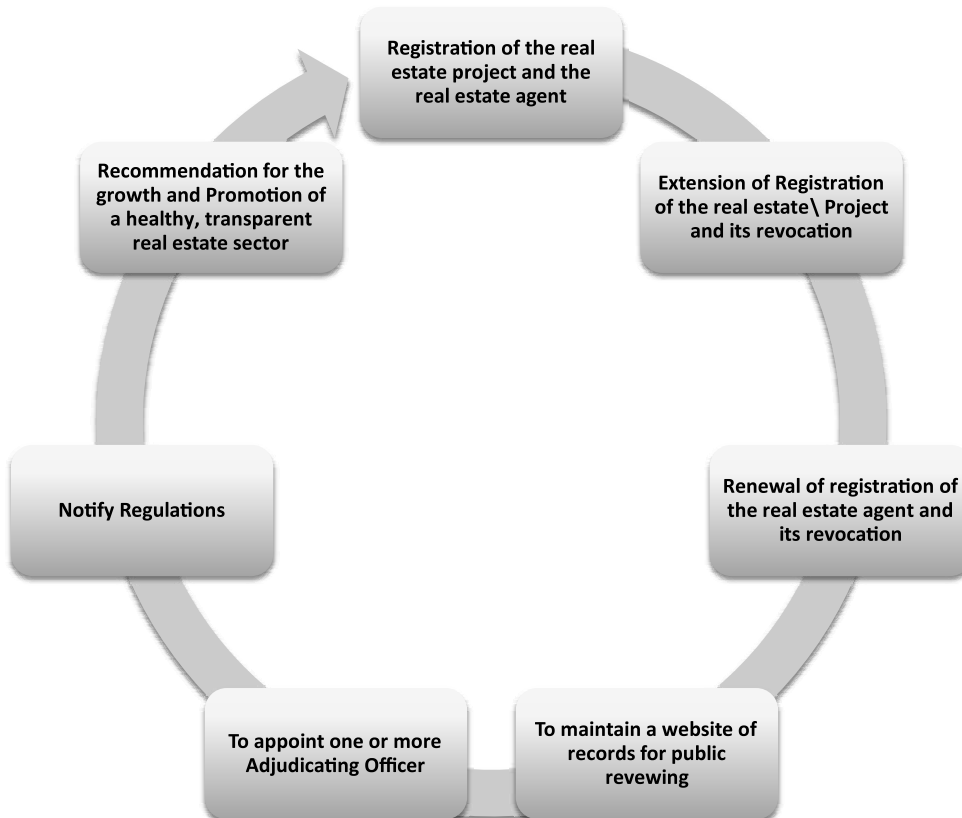 Registration of the real
estate project and the
real estate agent
Extension of Registration
of the real estate\ Project
and its revocation
Renewal of registration of
the real estate agent and
its revocation
To maintain a website of
records for public
revewing
To appoint one or more
Adjudicating Officer
Notify Regulations
Recommendation for the
growth and Promotion of
a healthy, transparent
real estate sector